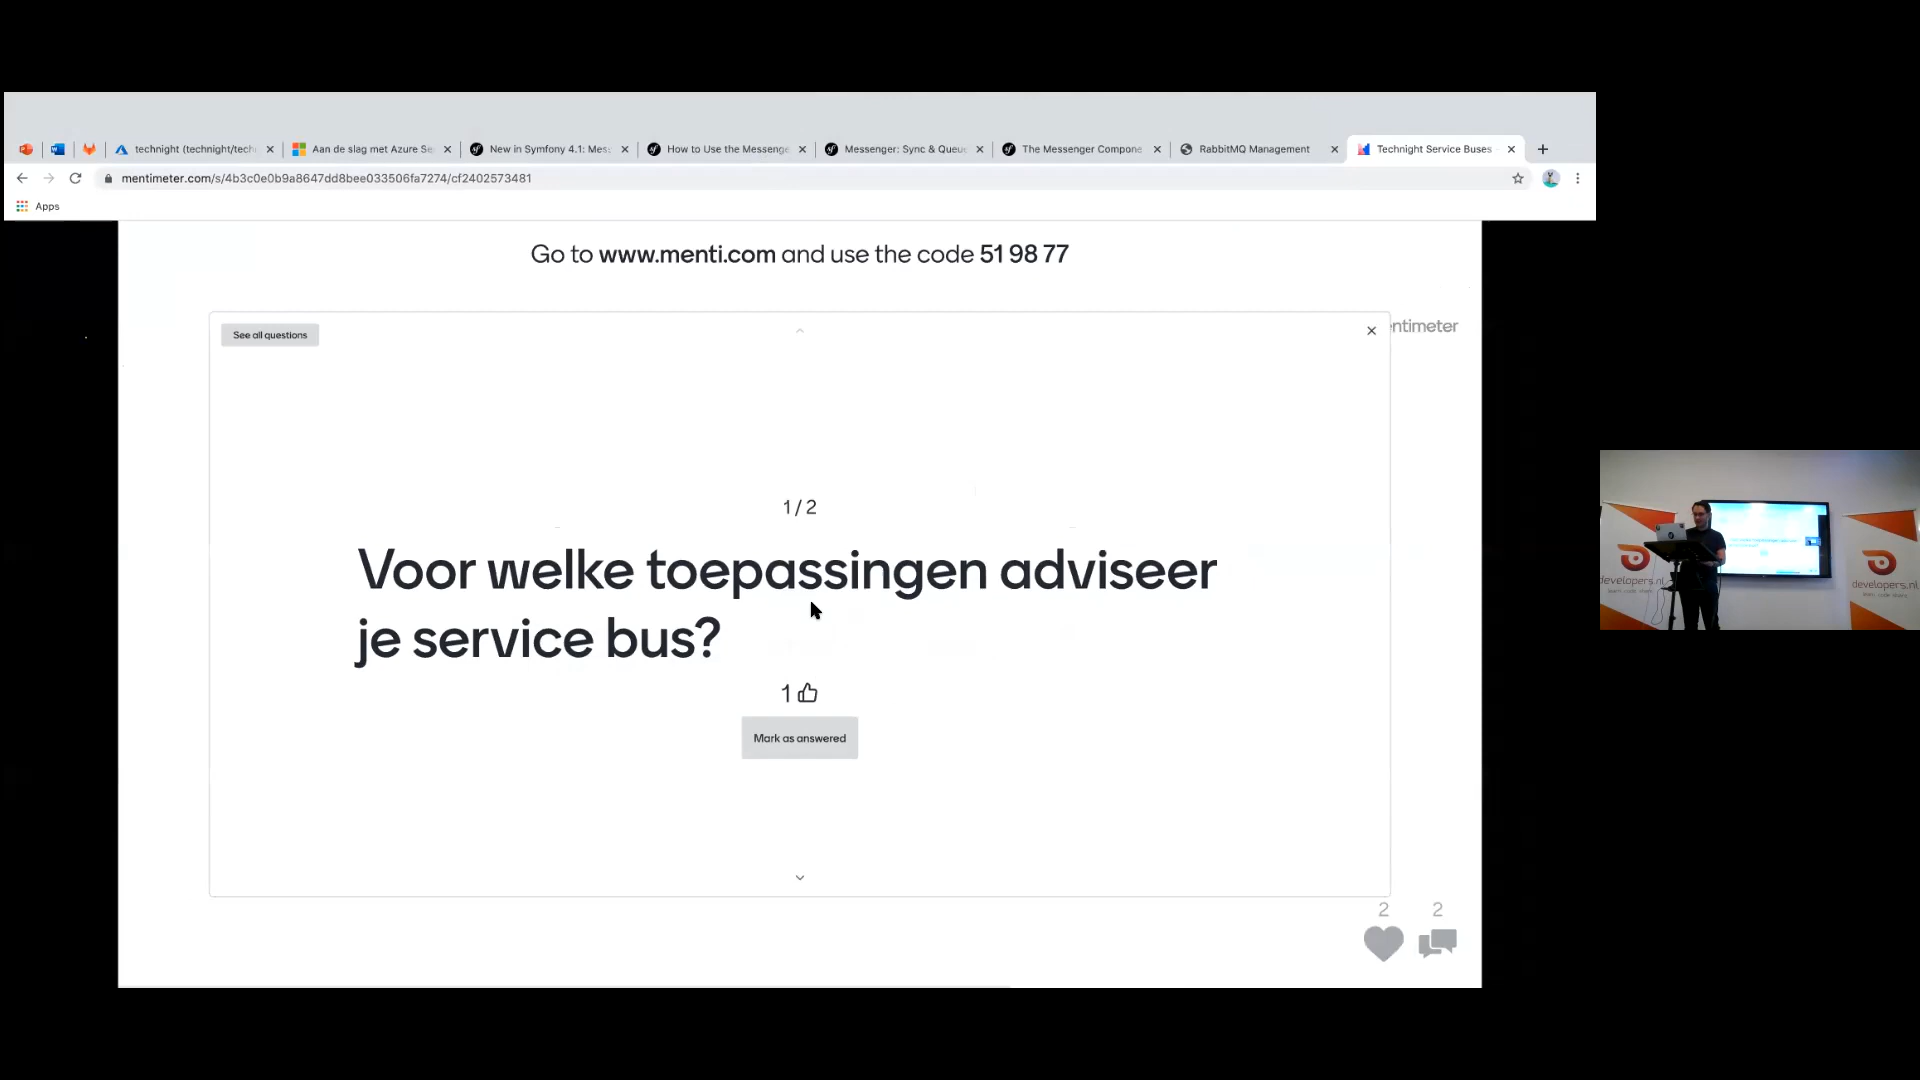 technight (technight/tech
Aan de slag met Azure Se
New in Symfony 4.1: Mess
How to Use the Messenge
Messenger: Sync & Queu
The Messenger Compone
RabbitMQ Management
Technight Service Buses
mentimeter.com/s/4b3c0e0b9a8647dd8bee033506fa7274/cf2402573481
Apps
Go to www.menti.com and use the code 51 98 77
See all questions
ntimeter
1 / 2
Voor welke toepassingen adviseer
je service bus?
1
Mark as answered
2 2
developers.nl
developers.nl